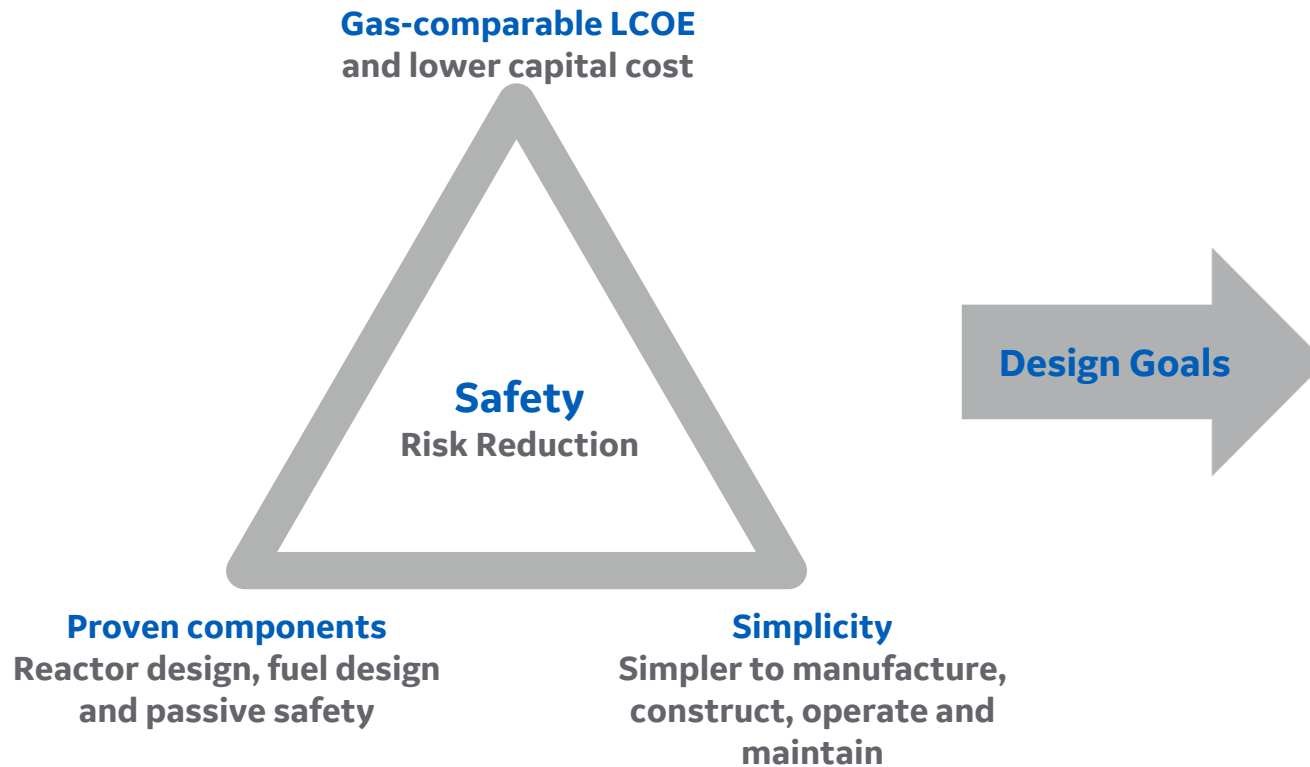 Gas-comparable LCOE
and lower capital cost
Safety
Risk Reduction
Design Goals
Proven components
Reactor design, fuel design
and passive safety
Simplicity
Simpler to manufacture,
construct, operate and
maintain